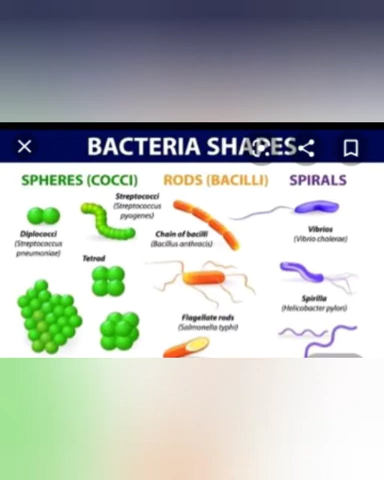 BACTERIA SHAPES
SPHERES (COCCI)
RODS (BACILLI)
SPIRALS
Streptococci
(Streptococcus
pyogenes)
Diplococci
(Streptococcus
pneumoniae)
Tetrad
Chain of bacilli
(Bacillus anthracis)
Flagellate rods
(Salmonella typhi)
Vibrios
(Vibrio cholerae)
Spirilla
(Helicobacter pylori)